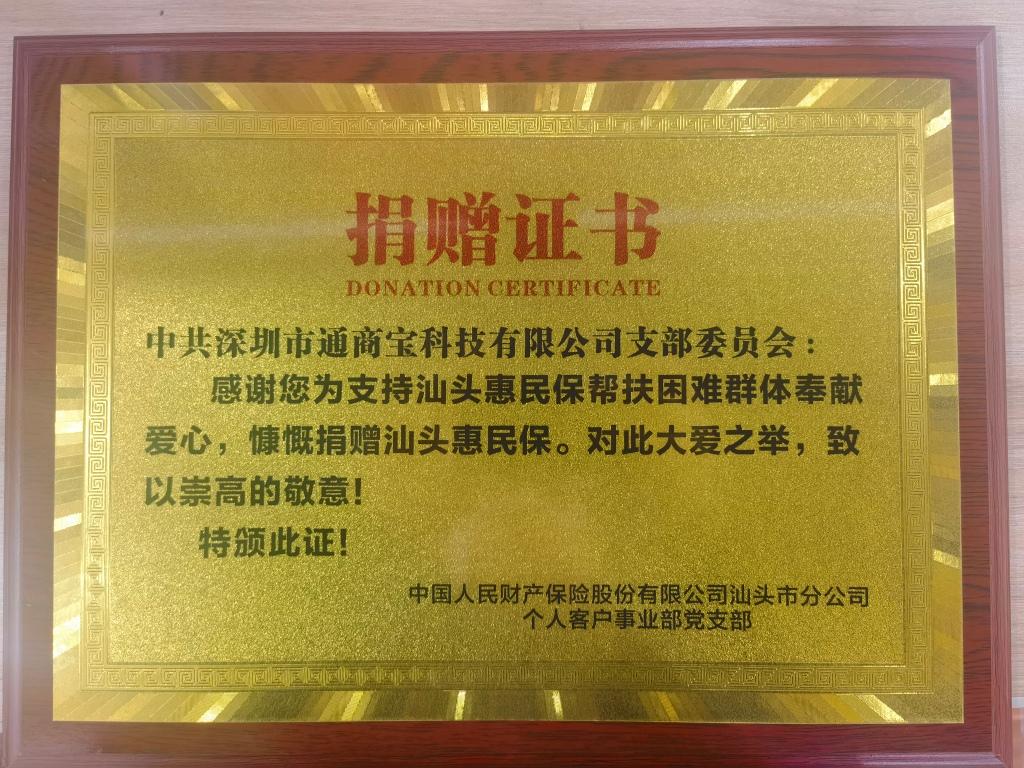 捐赠证书
DONATION CERTIFICATE
中共深圳市通商宝科技有限公司支部委员会：
感谢您为支持汕头惠民保帮扶困难群体奉献
爱心，慷慨捐赠汕头惠民保。对此大爱之举，致
以崇高的敬意！
特颁此证！
中国人民财产保险股份有限公司汕头市分公司
个人客户事业部党支部